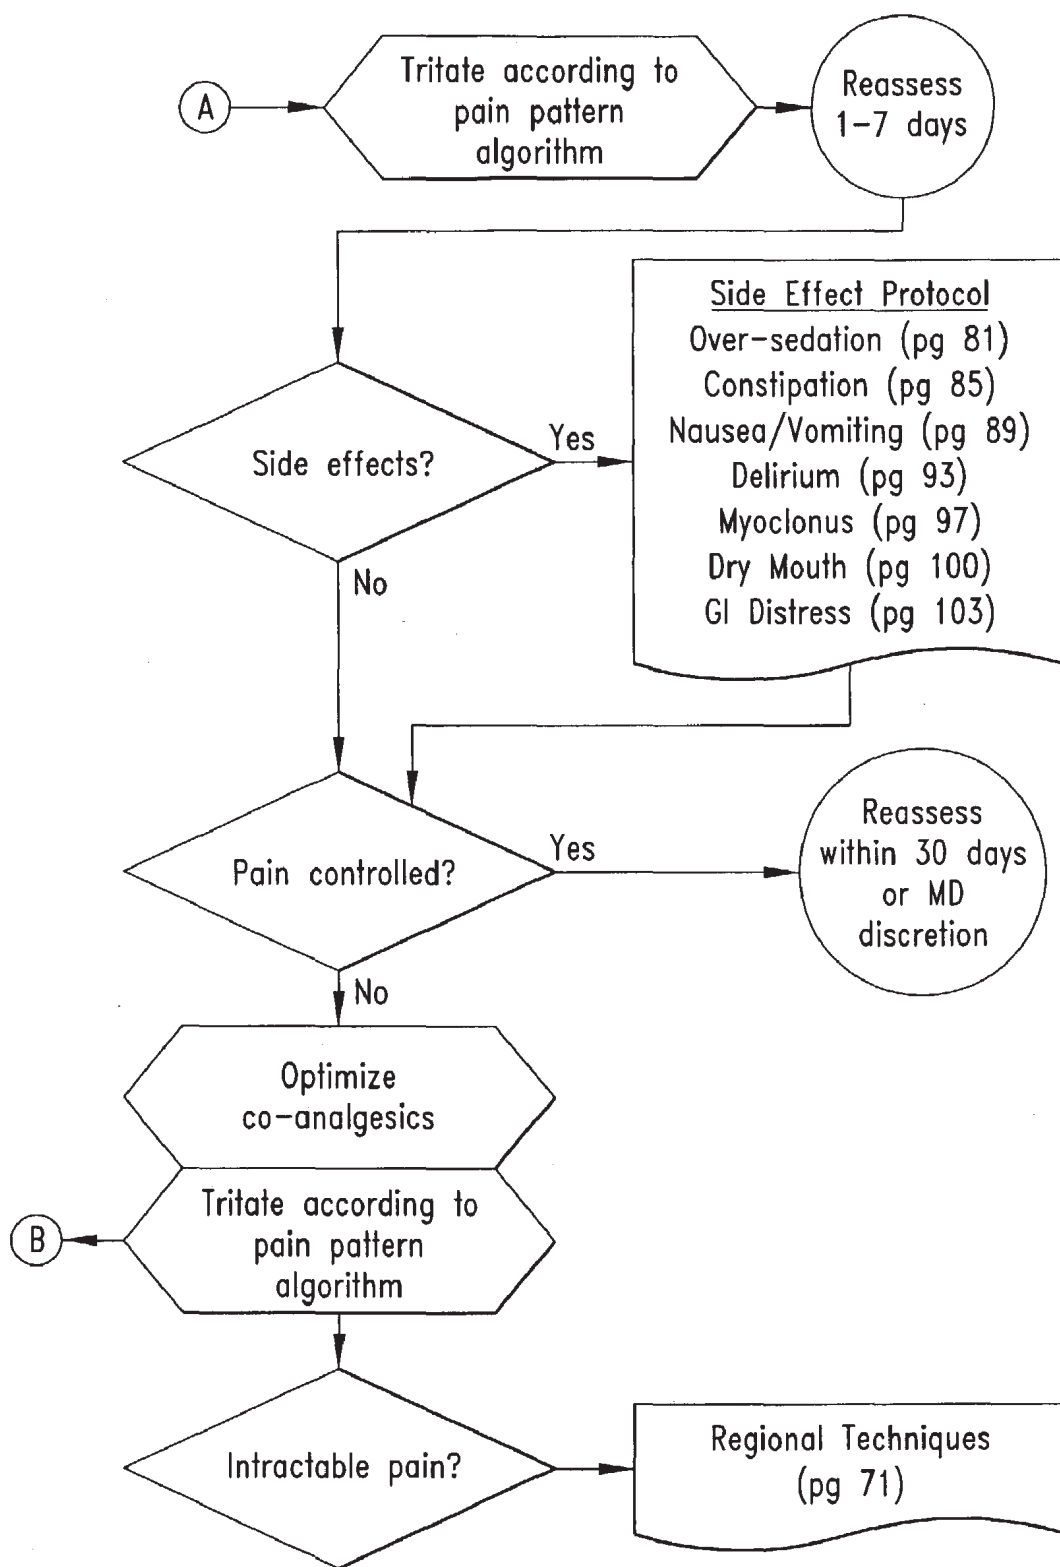 A
Tritate according to
pain pattern
algorithm
Reassess
1-7 days
Side Effect Protocol
Over-sedation (pg 81)
Constipation (pg 85)
Nausea/Vomiting (pg 89)
Delirium (pg 93)
Myoclonus (pg 97)
Dry Mouth (pg 100)
GI Distress (pg 103)
Side effects?
Yes
No
Pain controlled?
Yes
Reassess
within 30 days
or MD
discretion
No
Optimize
co-analgesics
Tritate according to
pain pattern
algorithm
B
Intractable pain?
Regional Techniques
(pg 71)